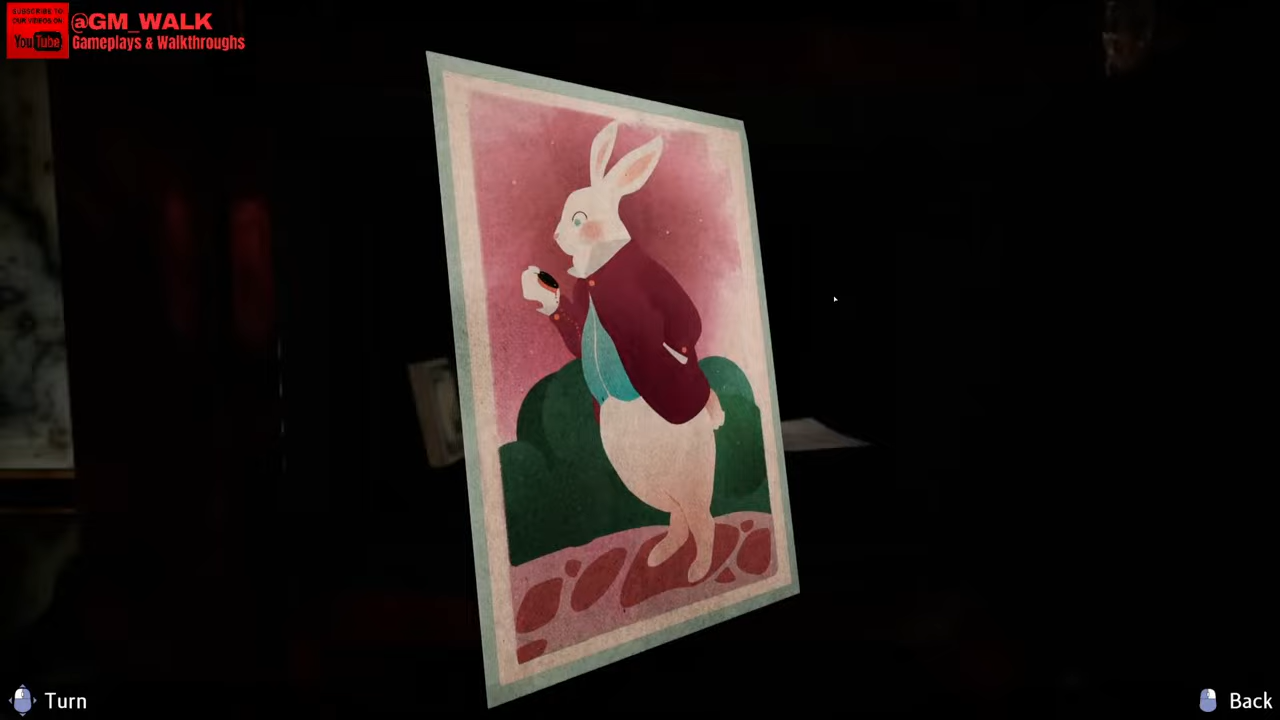 SUBSCRIBE TO
OUR VIDEOS ON
YouTube
@GM_WALK
Gameplays & Walkthroughs
Turn
Back